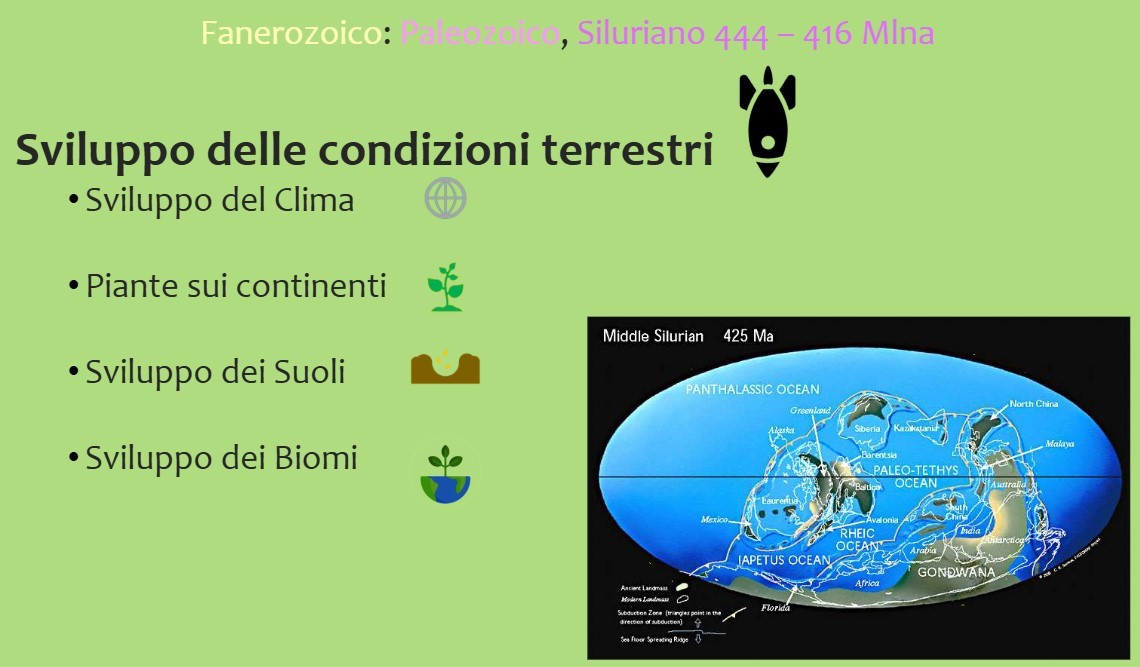 Fanerozoico: Paleozoico, Siluriano 444 – 416 Mlna
Sviluppo delle condizioni terrestri
• Sviluppo del Clima
• Piante sui continenti
• Sviluppo dei Suoli
• Sviluppo dei Biomi
Middle Silurian 425 Ma
PANTHALASSIC OCEAN
Greenland
North China
Alaska
Siberia
Kazakstania
Malaya
Barentsia
PALEO-TETHYS
OCEAN
Baltica
Australia
Laurentia
South
China
Mexico
Avalonia
India
RHEIC
OCEAN
Antarctica
Arabia
IAPETUS OCEAN
GONDWANA
Africa
Florida
Ancient Landmass
Modern Landmass
Subduction Zone (triangles point in the
direction of subduction)
Sea Floor Spreading Ridge